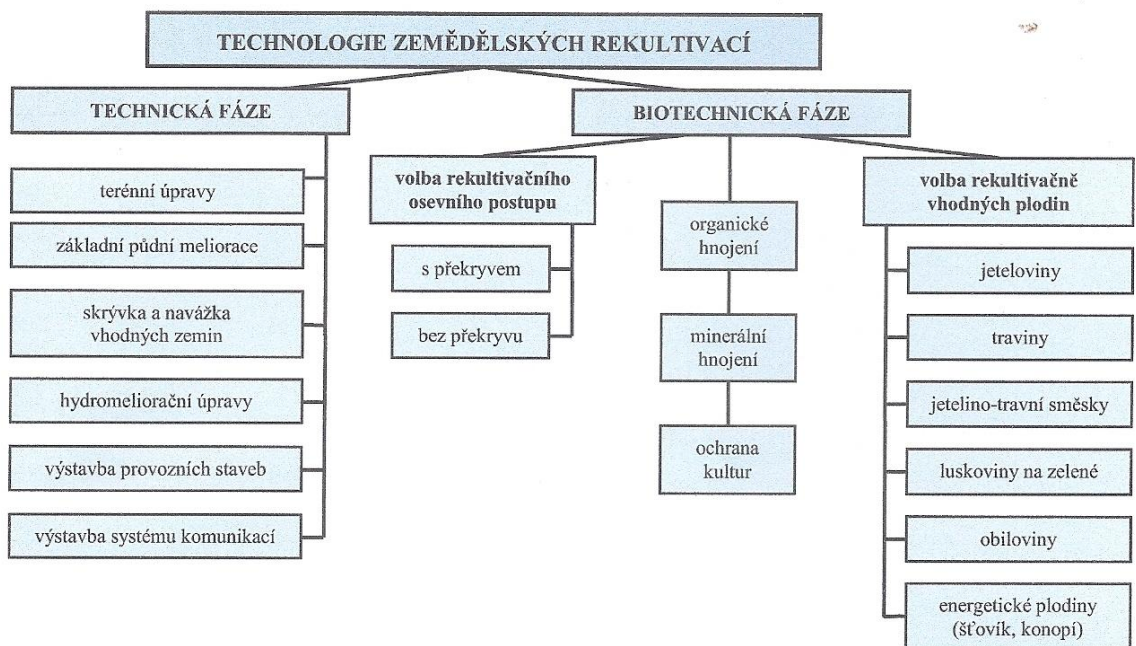 TECHNOLOGIE ZEMĚDĚLSKÝCH REKULTIVACÍ
TECHNICKÁ FÁZE
terénní úpravy
základní půdní meliorace
skrývka a navážka
vhodných zemin
hydromeliorační úpravy
výstavba provozních staveb
výstavba systému komunikací
BIOTECHNICKÁ FÁZE
volba rekultivačního
osevního postupu
s překryvem
bez překryvu
organické
hnojení
minerální
hnojení
ochrana
kultur
volba rekultivačně
vhodných plodin
jeteloviny
traviny
jetelino-travní směsky
luskoviny na zelené
obiloviny
energetické plodiny
(šťovík, konopí)